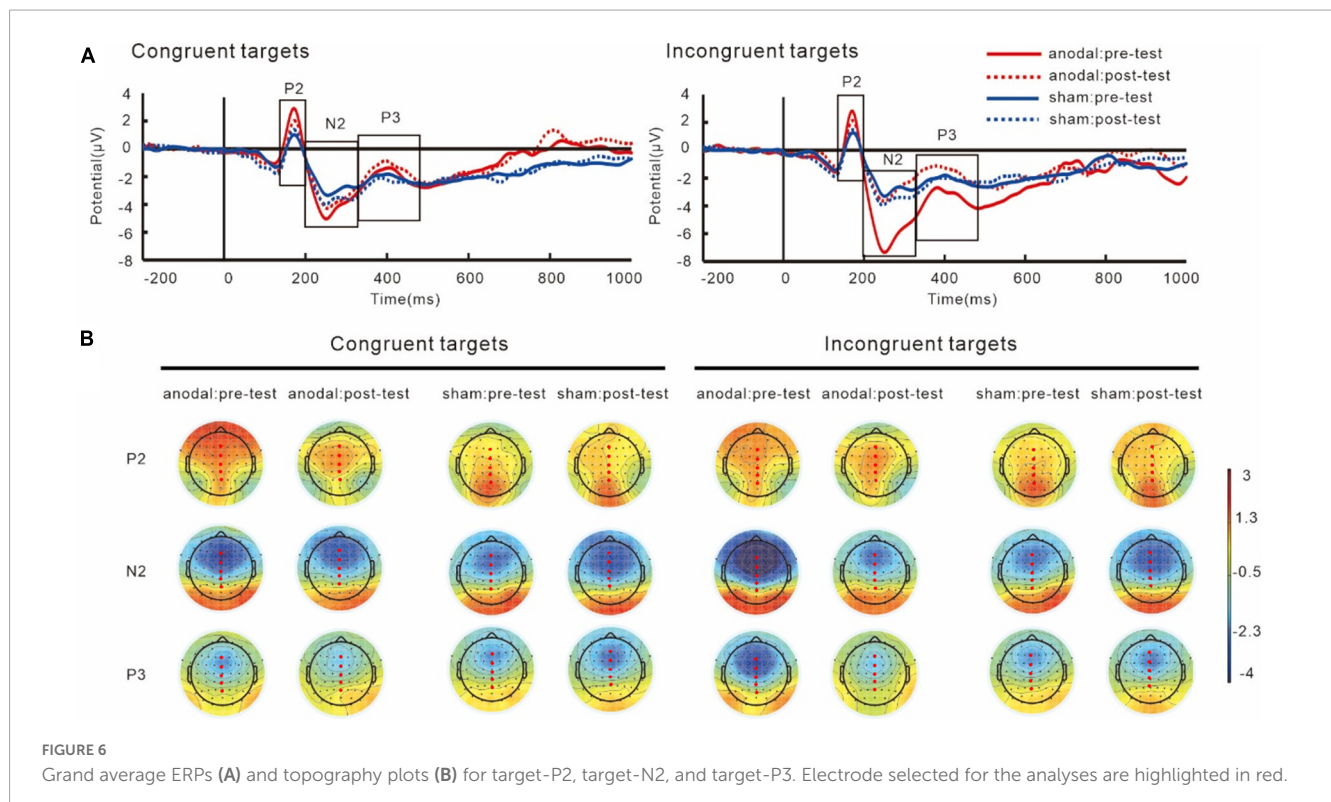 A
Congruent targets
Incongruent targets
anodal:pre-test
anodal:post-test
sham:pre-test
sham:post-test
P2
N2
P3
4
2
0
-2
-4
-6
-8
Potential(μV)
-200 0 200 400 600 800 1000
Time(ms)
P2
N2
P3
4
2
0
-2
-4
-6
-8
Potential(μV)
-200 0 200 400 600 800 1000
Time(ms)
B
Congruent targets
Incongruent targets
anodal:pre-test anodal:post-test sham:pre-test sham:post-test anodal:pre-test anodal:post-test sham:pre-test sham:post-test
P2
N2
P3
3
1.3
-0.5
-2.3
-4
FIGURE 6
Grand average ERPs (A) and topography plots (B) for target-P2, target-N2, and target-P3. Electrode selected for the analyses are highlighted in red.